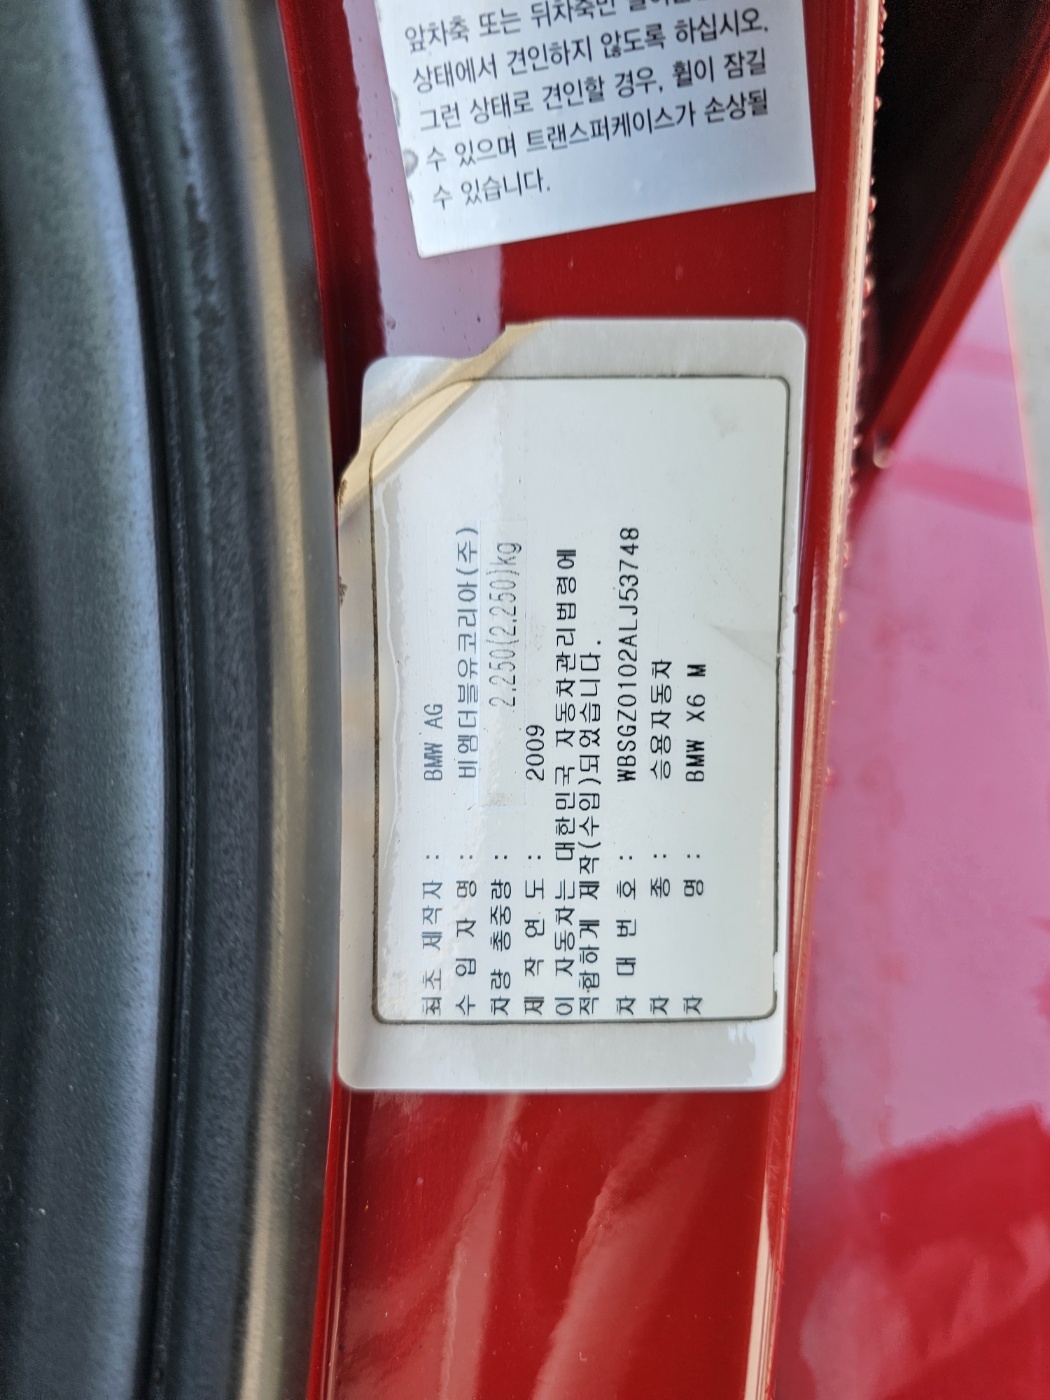 앞차축 또는 뒤차축만
상태에서 견인하지 않도록 하십시오.
그런 상태로 견인할 경우, 휠이 잠길
수 있으며 트랜스퍼케이스가 손상될
수 있습니다.
최초 제작자 : BMW AG
수 입 자 명 : 비엠더블유코리아(주)
차량 총중량 : 2,250(2,250)kg
제 작 연 도 : 2009
이 자동차는 대한민국 자동차관리법령에
적합하게 제작(수입)되었습니다.
차 대 번 호 : WBSGZ0102ALJ53748
차 종 : 승용자동차
차 명 : BMW X6 M